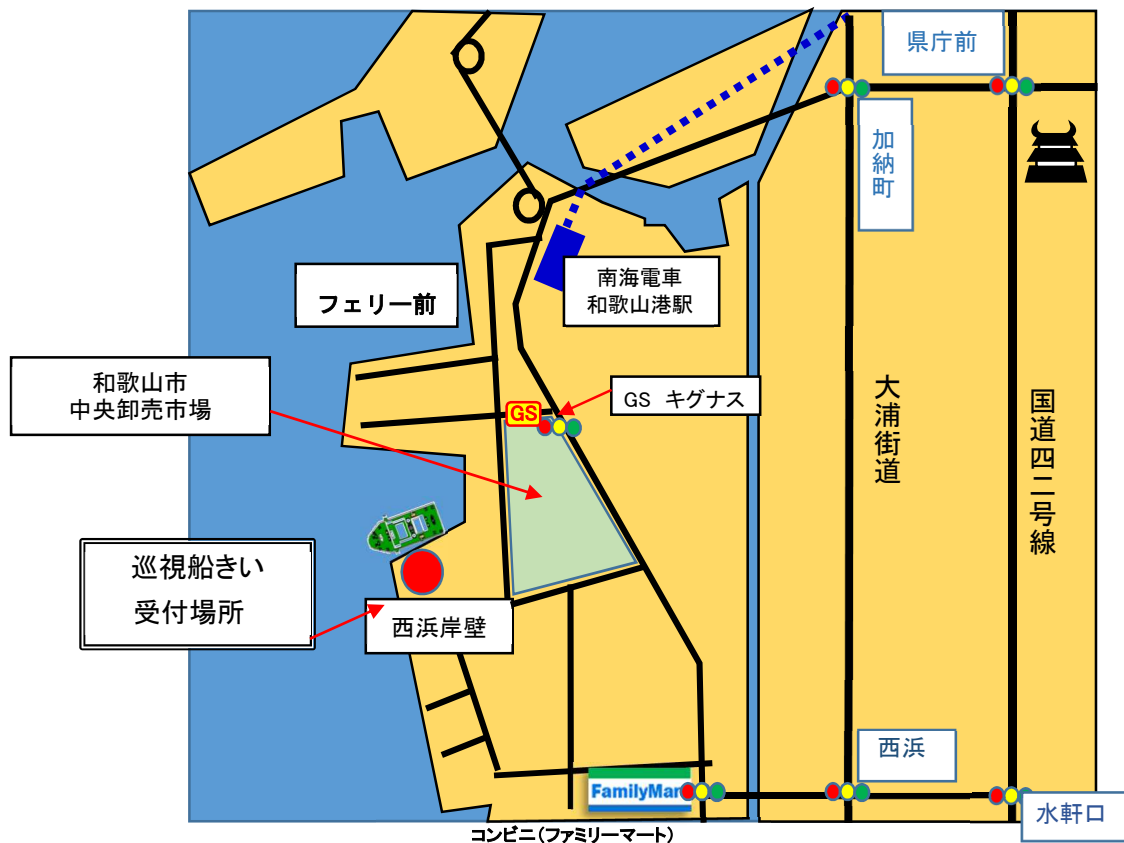 県庁前
加納町
南海電車
和歌山港駅
フェリー前
和歌山市
中央卸売市場
GS キグナス
GS
大浦街道
国道四二号線
巡視船きい
受付場所
西浜岸壁
西浜
FamilyMar
水軒口
コンビニ(ファミリーマート)